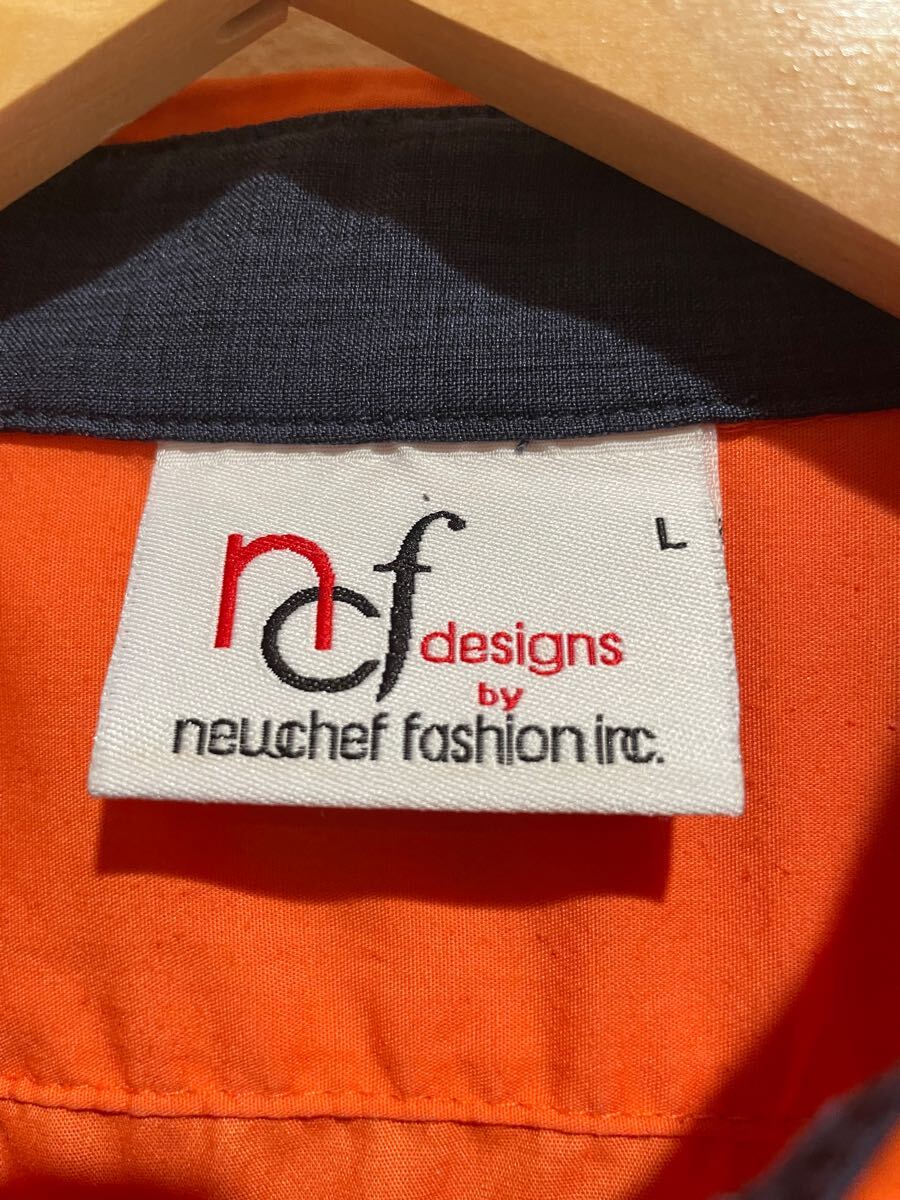 L
ncf designs
by
neuchef fashion inc.